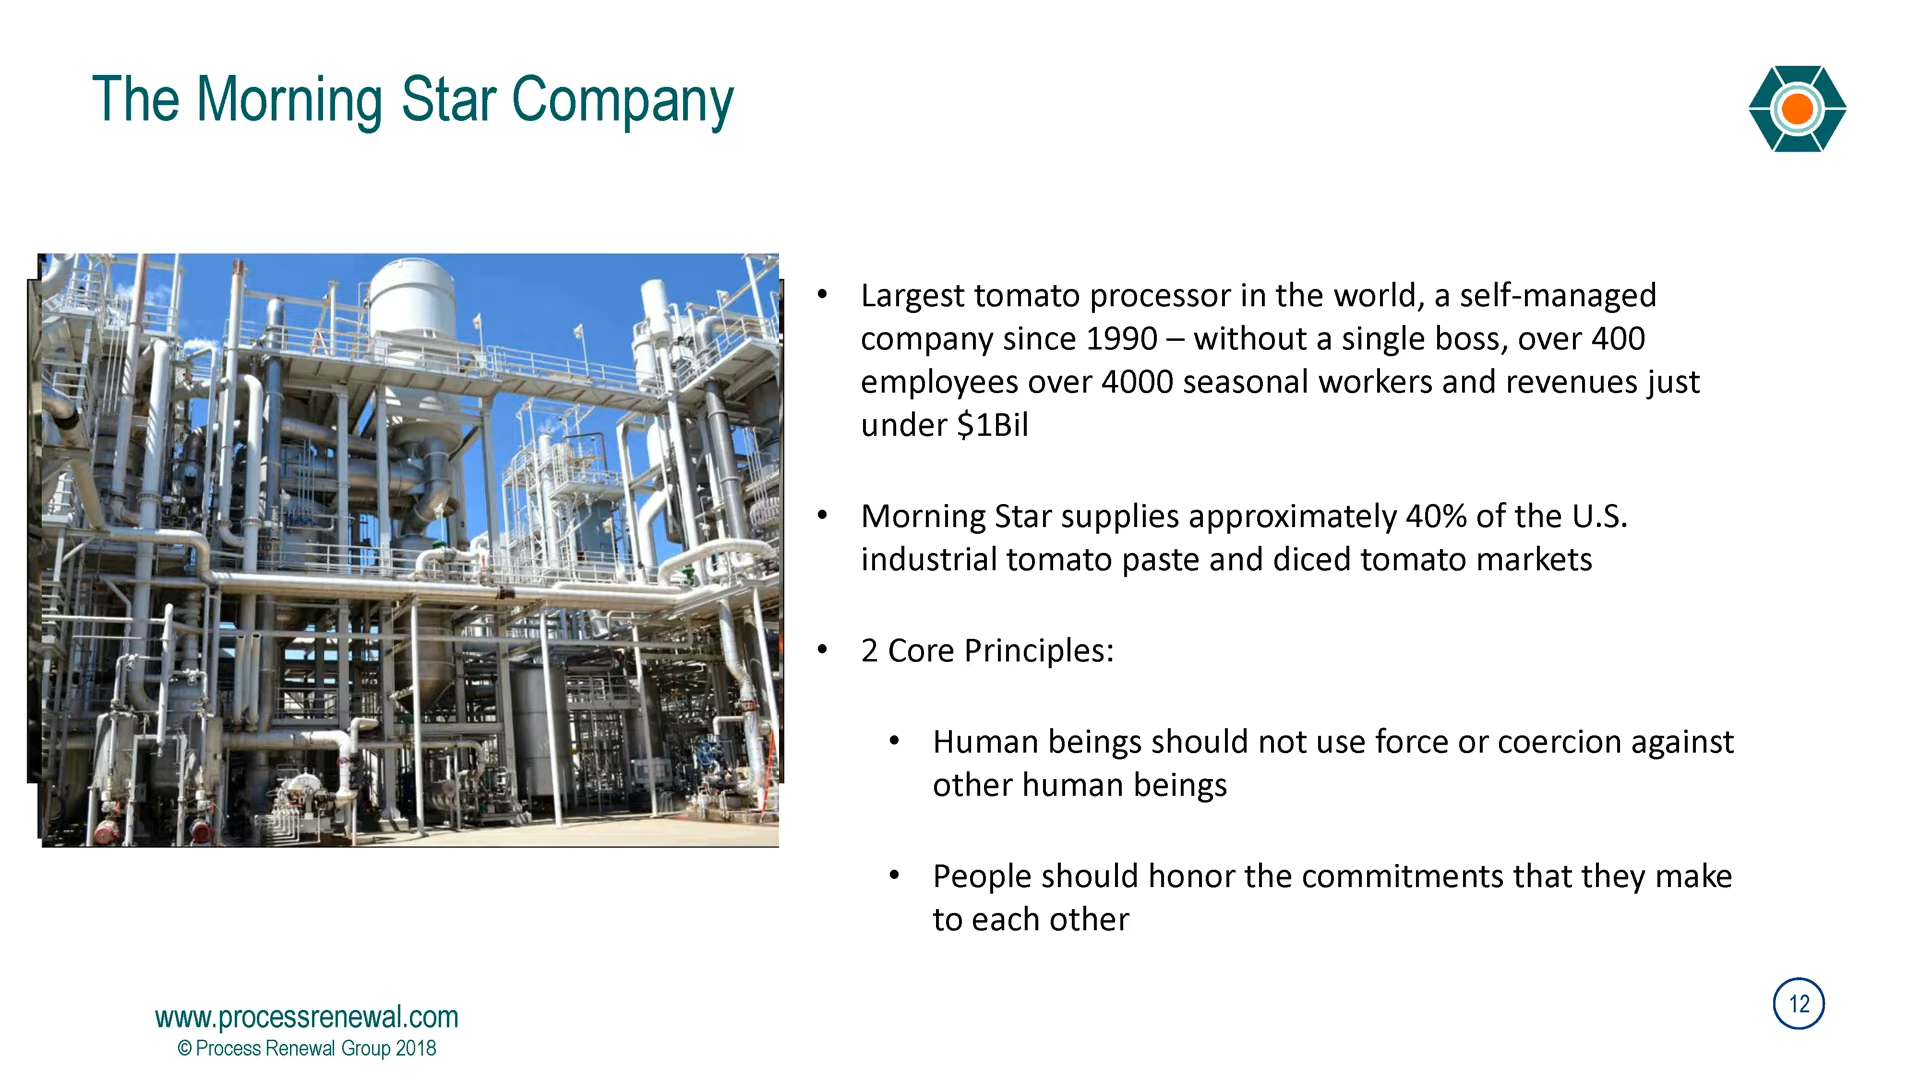 The Morning Star Company
• Largest tomato processor in the world, a self-managed
company since 1990 – without a single boss, over 400
employees over 4000 seasonal workers and revenues just
under $1Bil
• Morning Star supplies approximately 40% of the U.S.
industrial tomato paste and diced tomato markets
• 2 Core Principles:
• Human beings should not use force or coercion against
other human beings
• People should honor the commitments that they make
to each other
www.processrenewal.com
© Process Renewal Group 2018
12